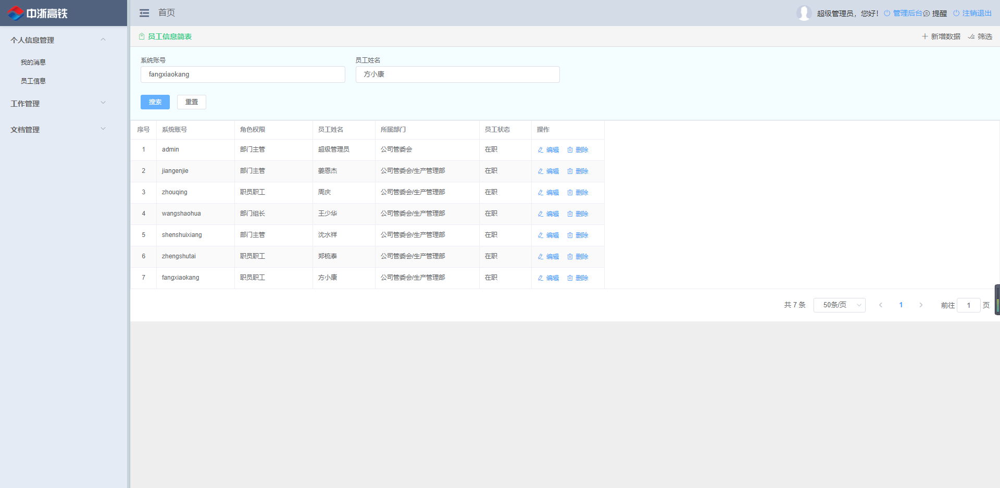 中浙高铁
首页
超级管理员，您好！ 管理后台 提醒 注销退出
个人信息管理
我的消息
员工信息
工作管理
文档管理
员工信息简表
新增数据 筛选
系统账号 员工姓名
fangxiaokang 方小康
搜索 重置
序号 系统账号 角色权限 员工姓名 所属部门 员工状态 操作
1 admin 部门主管 超级管理员 公司管委会 在职 编辑 删除
2 jiangenjie 部门主管 姜恩杰 公司管委会/生产管理部 在职 编辑 删除
3 zhouqing 职员职工 周庆 公司管委会/生产管理部 在职 编辑 删除
4 wangshaohua 部门组长 王少华 公司管委会/生产管理部 在职 编辑 删除
5 shenshuixiang 部门主管 沈水祥 公司管委会/生产管理部 在职 编辑 删除
6 zhengshutai 职员职工 郑梳泰 公司管委会/生产管理部 在职 编辑 删除
7 fangxiaokang 职员职工 方小康 公司管委会/生产管理部 在职 编辑 删除
共 7 条 50条/页 1 前往 1 页